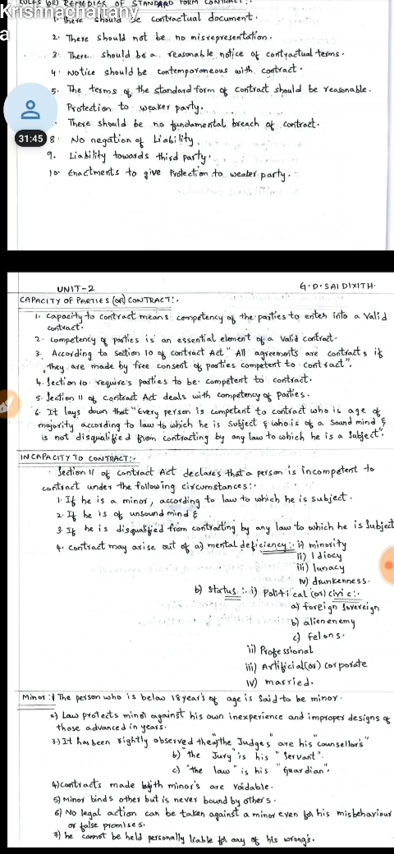 RULES (OR) REMEDIES OF STANDARD FORM CONTRACT:.
Krishnachaitany
a
There should be contractual document.
2. There should not be no misrepresentation.
3. There should be a reasonable notice of contractual terms.
4. Notice should be contemporaneous with contract.
5. The terms of the standard form of contract should be reasonable.
Protection to weaker party.
There should be no fundamental breach of contract.
31:45
8. No negation of Liability.
9. Liability towards third party.
10. Enactments to give Protection to weaker party.
UNIT-2 G.D.SAI DIXITH.
CAPACITY OF PARTIES (OR) CONTRACT:.
1. Capacity to contract means competency of the parties to enter into a valid
contract.
2. competency of parties is an essential element of a valid contract.
3. According to section 10 of contract Act "All agreements are contracts if
they are made by free consent of parties competent to contract".
4. Section 10 require's parties to be competent to contract.
5. Section 11 of Contract Act deals with competency of Parties.
6. It lays down that "Every person is competent to contract who is age of
majority according to law to which he is subject & who is of a sound mind &
is not disqualified from contracting by any law to which he is a subject".
INCAPACITY TO CONTRACT:.
Section 11 of contract Act declares that a person is incompetent to
contract under the following circumstances:.
1. If he is a minor, according to law to which he is subject.
2. If he is of unsound mind &
3. If he is disqualified from contracting by any law to which he is subject
4. Contract may arise out of a) mental deficiency:. i) minority
ii) Idiocy
iii) lunacy
iv) drunkenness.
b) Status:. i) Political (or) civic:.
a) foreign sovereign
b) alien enemy
c) felons.
ii) Professional
iii) Artificial (or) corporate
iv) married.
Minor:| The person who is below 18 year's of age is said to be minor.
2) Law protects minor against his own inexperience and improper designs of
those advanced in years.
3) It has been rightly observed that a) "the Judges" are his "counsellor's"
b) "the Jury" is his "Servant".
c) "the law" is his "guardian".
4) contracts made with minor's are voidable.
5) Minor binds other but is never bound by other's.
6) No legal action can be taken against a minor even for his misbehaviour
or false promises.
7) he cannot be held personally liable for any of his wrong's.